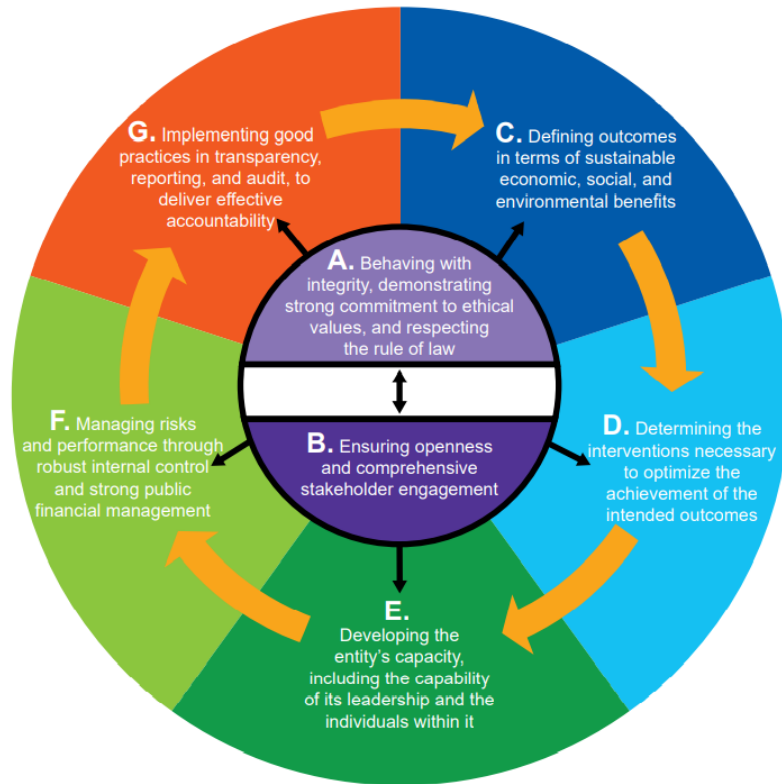 G. Implementing good
practices in transparency,
reporting, and audit, to
deliver effective
accountability
C. Defining outcomes
in terms of sustainable
economic, social, and
environmental benefits
A. Behaving with
integrity, demonstrating
strong commitment to ethical
values, and respecting
the rule of law
F. Managing risks
and performance through
robust internal control
and strong public
financial management
B. Ensuring openness
and comprehensive
stakeholder engagement
D. Determining the
interventions necessary
to optimize the
achievement of the
intended outcomes
E.
Developing the
entity's capacity,
including the capability
of its leadership and the
individuals within it